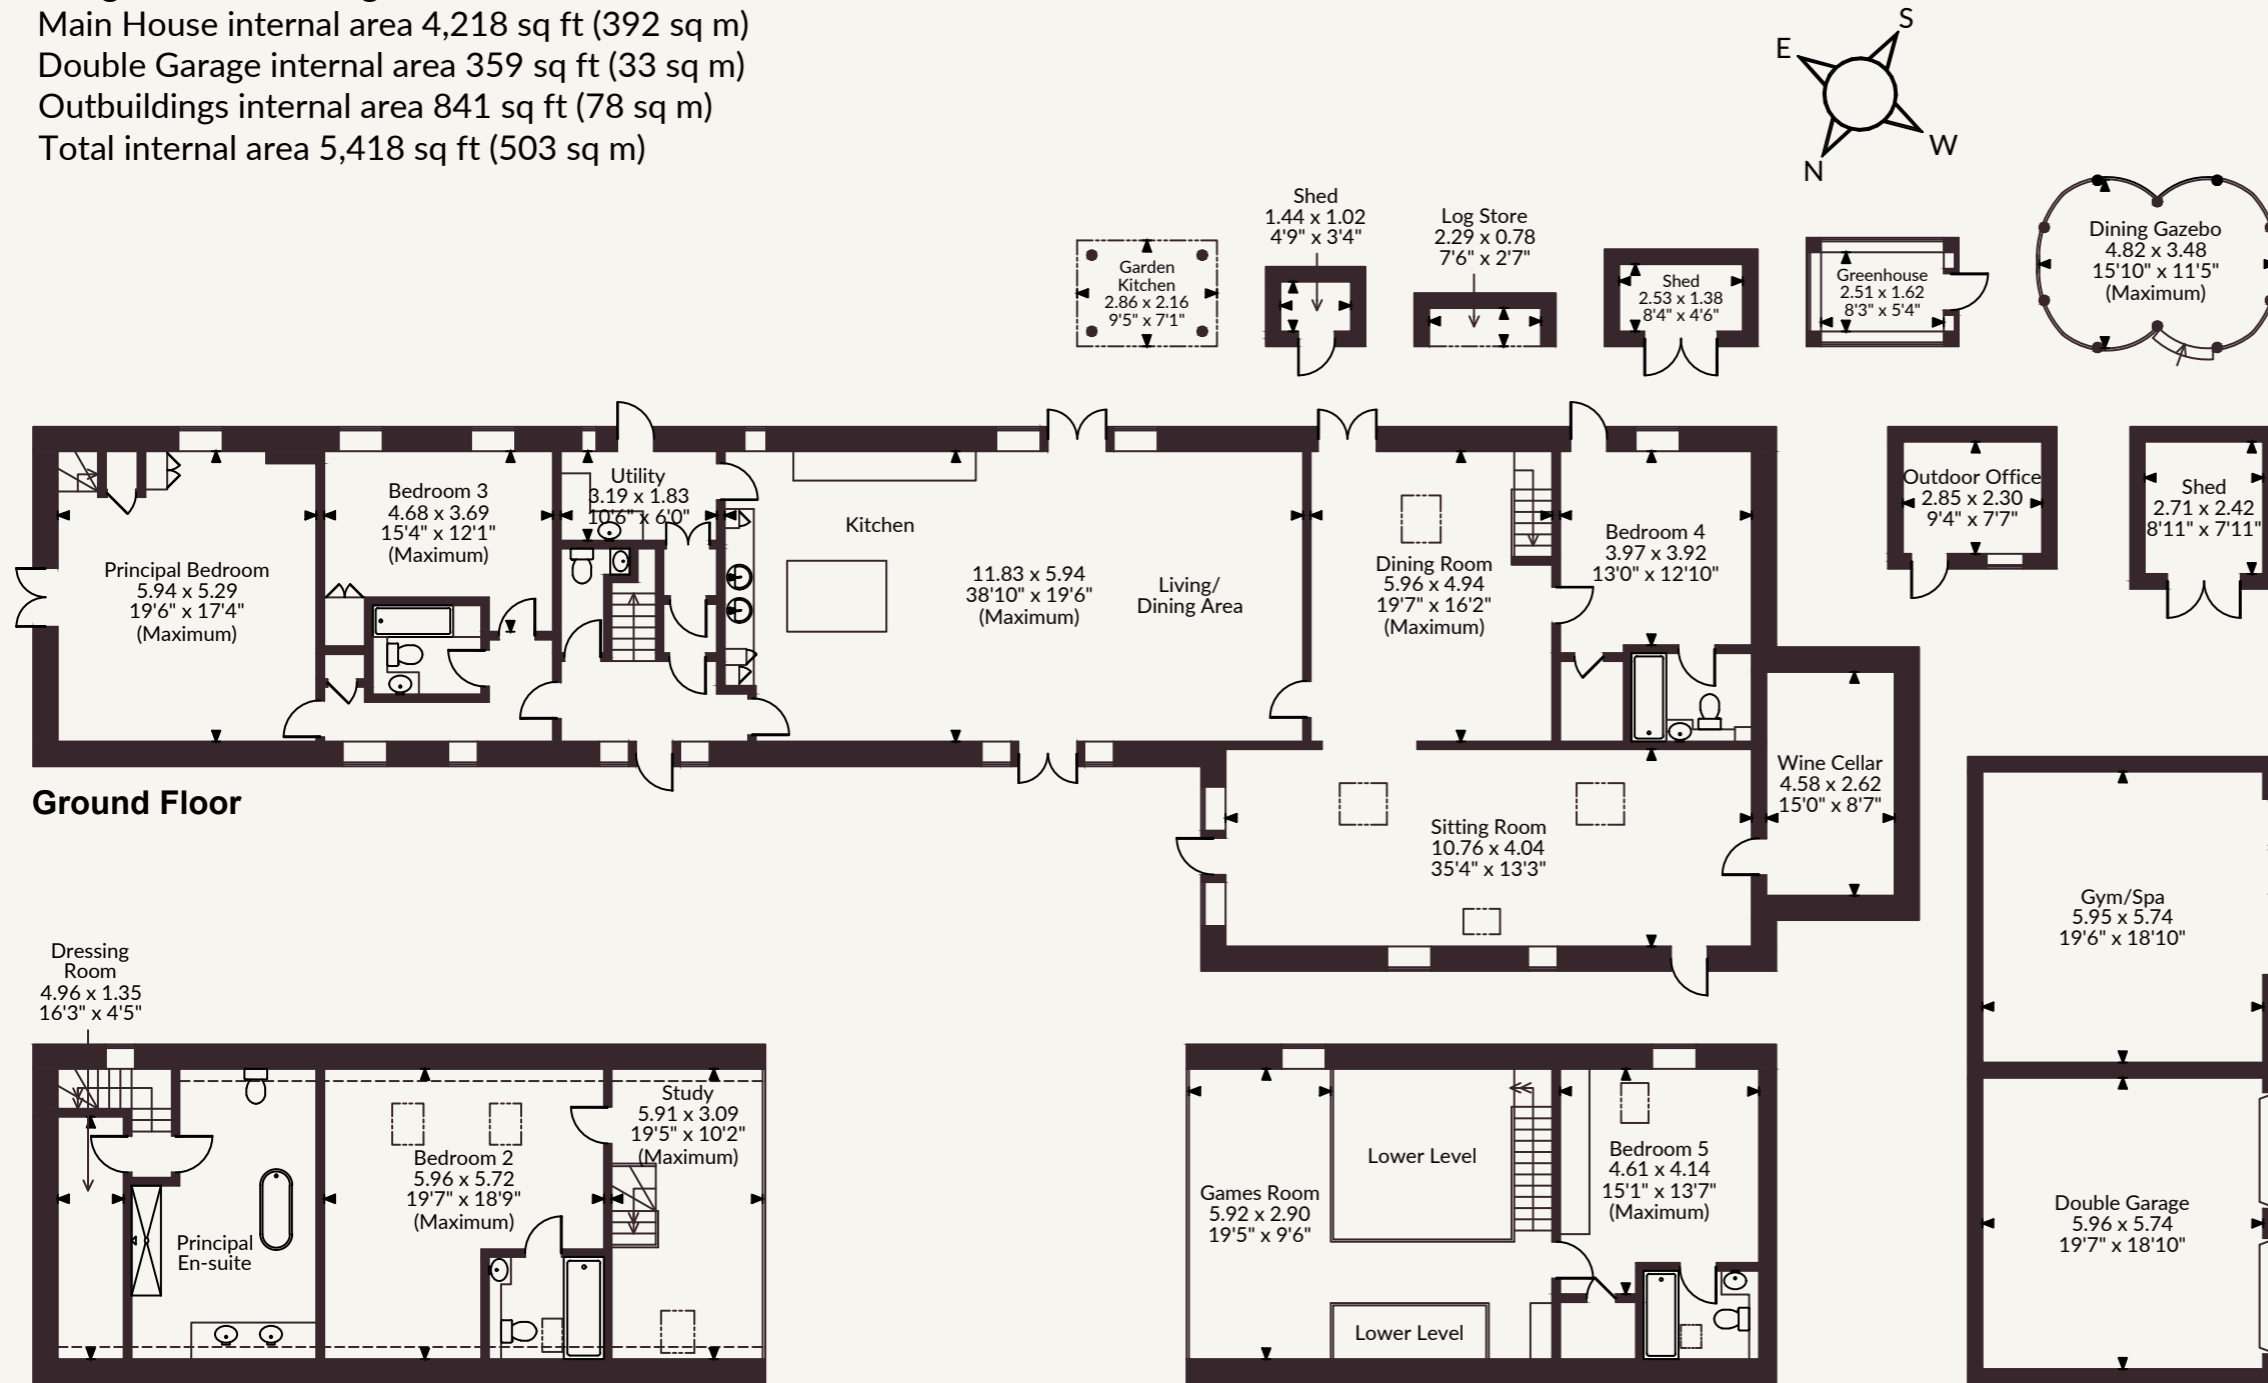 Main House internal area 4,218 sq ft (392 sq m)
Double Garage internal area 359 sq ft (33 sq m)
Outbuildings internal area 841 sq ft (78 sq m)
Total internal area 5,418 sq ft (503 sq m)
S
E
W
N
Garden
Kitchen
2.86 x 2.16
9'5" x 7'1"
Shed
1.44 x 1.02
4'9" x 3'4"
Log Store
2.29 x 0.78
7'6" x 2'7"
Shed
2.53 x 1.38
8'4" x 4'6"
Greenhouse
2.51 x 1.62
8'3" x 5'4"
Dining Gazebo
4.82 x 3.48
15'10" x 11'5"
(Maximum)
Principal Bedroom
5.94 x 5.29
19'6" x 17'4"
(Maximum)
Bedroom 3
4.68 x 3.69
15'4" x 12'1"
(Maximum)
Utility
3.19 x 1.83
10'6" x 6'0"
Kitchen
11.83 x 5.94
38'10" x 19'6"
(Maximum)
Living/
Dining Area
Dining Room
5.96 x 4.94
19'7" x 16'2"
(Maximum)
Bedroom 4
3.97 x 3.92
13'0" x 12'10"
Outdoor Office
2.85 x 2.30
9'4" x 7'7"
Shed
2.71 x 2.42
8'11" x 7'11"
Ground Floor
Sitting Room
10.76 x 4.04
35'4" x 13'3"
Wine Cellar
4.58 x 2.62
15'0" x 8'7"
Gym/Spa
5.95 x 5.74
19'6" x 18'10"
Dressing
Room
4.96 x 1.35
16'3" x 4'5"
Principal
En-suite
Bedroom 2
5.96 x 5.72
19'7" x 18'9"
(Maximum)
Study
5.91 x 3.09
19'5" x 10'2"
(Maximum)
Games Room
5.92 x 2.90
19'5" x 9'6"
Lower Level
Lower Level
Bedroom 5
4.61 x 4.14
15'1" x 13'7"
(Maximum)
Double Garage
5.96 x 5.74
19'7" x 18'10"